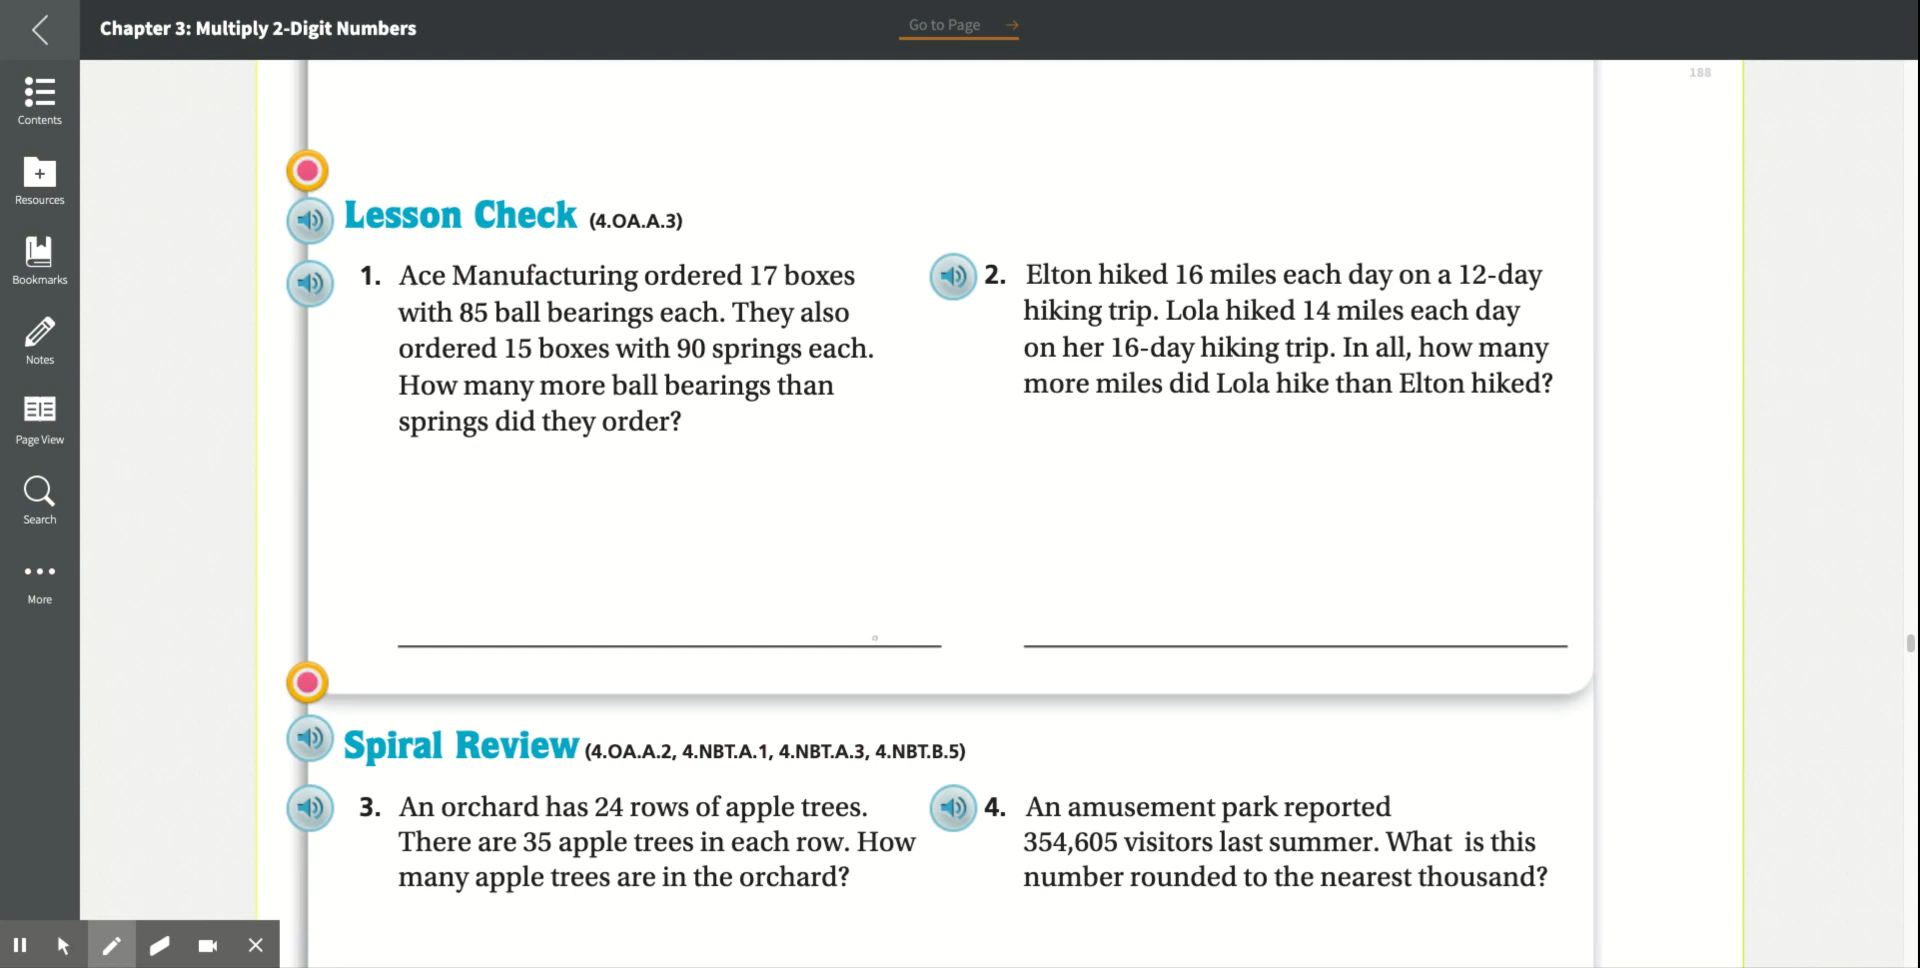 Chapter 3: Multiply 2-Digit Numbers
Go to Page
188
Contents
Resources
Bookmarks
Notes
Page View
Search
More
Lesson Check (4.OA.A.3)
1. Ace Manufacturing ordered 17 boxes
with 85 ball bearings each. They also
ordered 15 boxes with 90 springs each.
How many more ball bearings than
springs did they order?
2. Elton hiked 16 miles each day on a 12-day
hiking trip. Lola hiked 14 miles each day
on her 16-day hiking trip. In all, how many
more miles did Lola hike than Elton hiked?
Spiral Review (4.OA.A.2, 4.NBT.A.1, 4.NBT.A.3, 4.NBT.B.5)
3. An orchard has 24 rows of apple trees.
There are 35 apple trees in each row. How
many apple trees are in the orchard?
4. An amusement park reported
354,605 visitors last summer. What is this
number rounded to the nearest thousand?